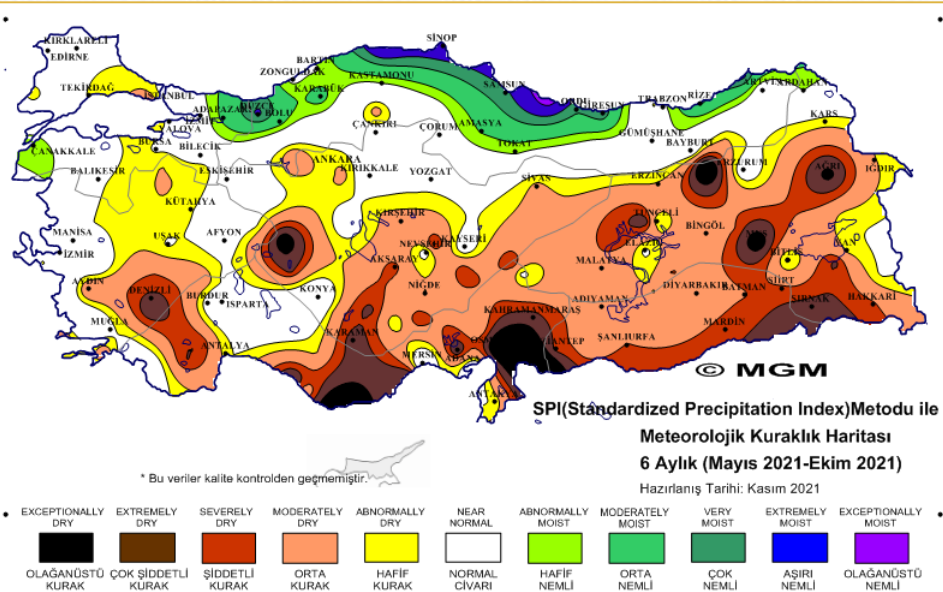 SİNOP
KIRKLARELİ
EDİRNE
BARTIN
ZONGULDAK
KASTAMONU
KARABÜK
TEKİRDAĞ
İSTANBUL
SAMSUN
ORDU
GİRESUN
TRABZON
RİZE
ARTVİN
ARDAHAN
ADAPAZARI
DÜZCE
BOLU
İZMİT
YALOVA
KARS
ÇANKIRI
ÇORUM
AMASYA
TOKAT
GÜMÜŞHANE
BAYBURT
BURSA
BİLECİK
ÇANAKKALE
BALIKESİR
ESKİŞEHİR
ANKARA
KIRIKKALE
YOZGAT
SİVAS
ERZİNCAN
ERZURUM
AĞRI
IĞDIR
KÜTAHYA
MANİSA
UŞAK
AFYON
KIRŞEHİR
NEVŞEHİR
KAYSERİ
TUNCELİ
ELAZIĞ
BİNGÖL
MUŞ
BİTLİS
VAN
İZMİR
AKSARAY
MALATYA
AYDIN
DENİZLİ
BURDUR
ISPARTA
KONYA
NİĞDE
ADIYAMAN
DİYARBAKIR
BATMAN
SİİRT
ŞIRNAK
HAKKARİ
MUĞLA
ANTALYA
KARAMAN
KAHRAMANMARAŞ
MARDİN
ŞANLIURFA
MERSİN
ADANA
© MGM
SPI(Standardized Precipitation Index)Metodu ile
Meteorolojik Kuraklık Haritası
6 Aylık (Mayıs 2021-Ekim 2021)
Hazırlanış Tarihi: Kasım 2021
* Bu veriler kalite kontrolden geçmemiştir.
EXCEPTIONALLY DRY
EXTREMELY DRY
SEVERELY DRY
MODERATELY DRY
ABNORMALLY DRY
NEAR NORMAL
ABNORMALLY MOIST
MODERATELY MOIST
VERY MOIST
EXTREMELY MOIST
EXCEPTIONALLY MOIST
OLAĞANÜSTÜ KURAK
ÇOK ŞİDDETLİ KURAK
ŞİDDETLİ KURAK
ORTA KURAK
HAFİF KURAK
NORMAL CİVARI
HAFİF NEMLİ
ORTA NEMLİ
ÇOK NEMLİ
AŞIRI NEMLİ
OLAĞANÜSTÜ NEMLİ